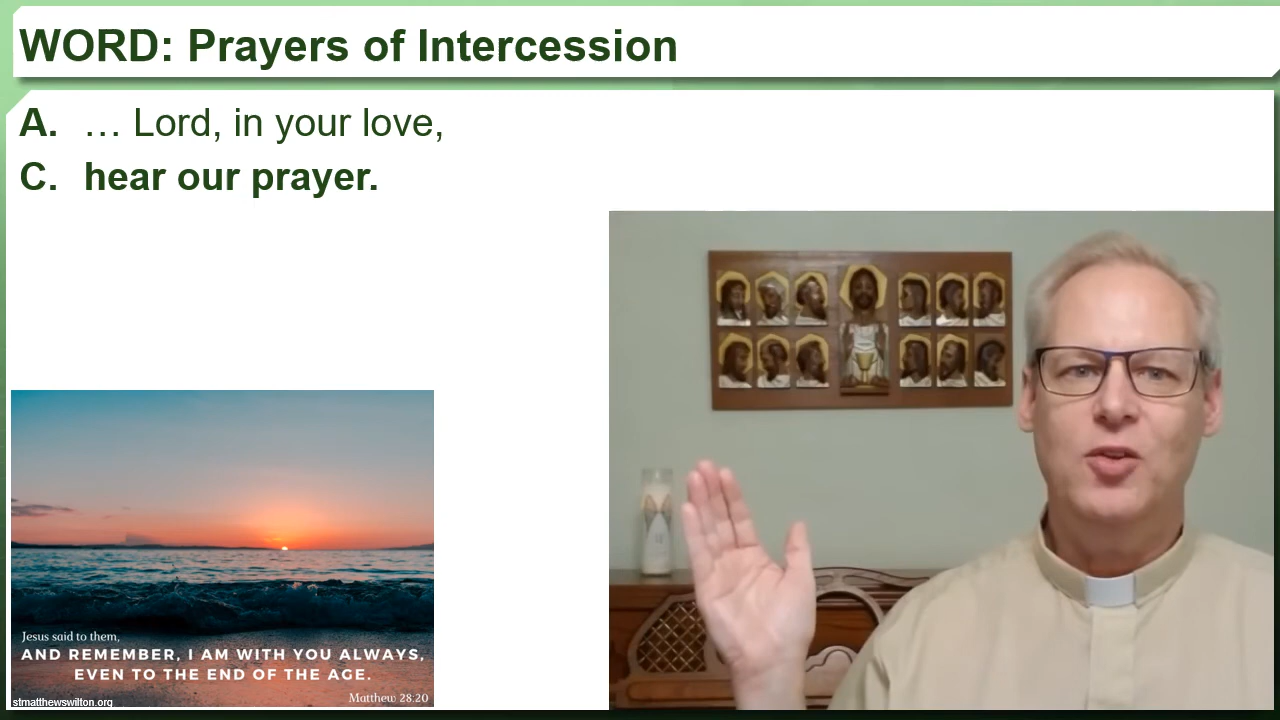 WORD: Prayers of Intercession
A. … Lord, in your love,
C. hear our prayer.
Jesus said to them,
AND REMEMBER, I AM WITH YOU ALWAYS,
EVEN TO THE END OF THE AGE.
Matthew 28:20
stmatthewswilton.org